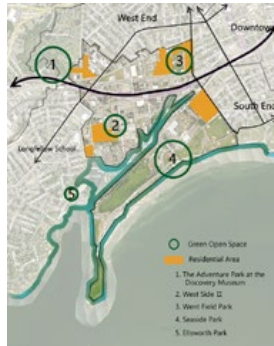 West End
Downtown
1
3
South End
2
Longfellow School
4
5
Green Open Space
Residential Area
1. The Adventure Park at the
Discovery Museum
2. West Side II
3. Went Field Park
4. Seaside Park
5. Ellsworth Park